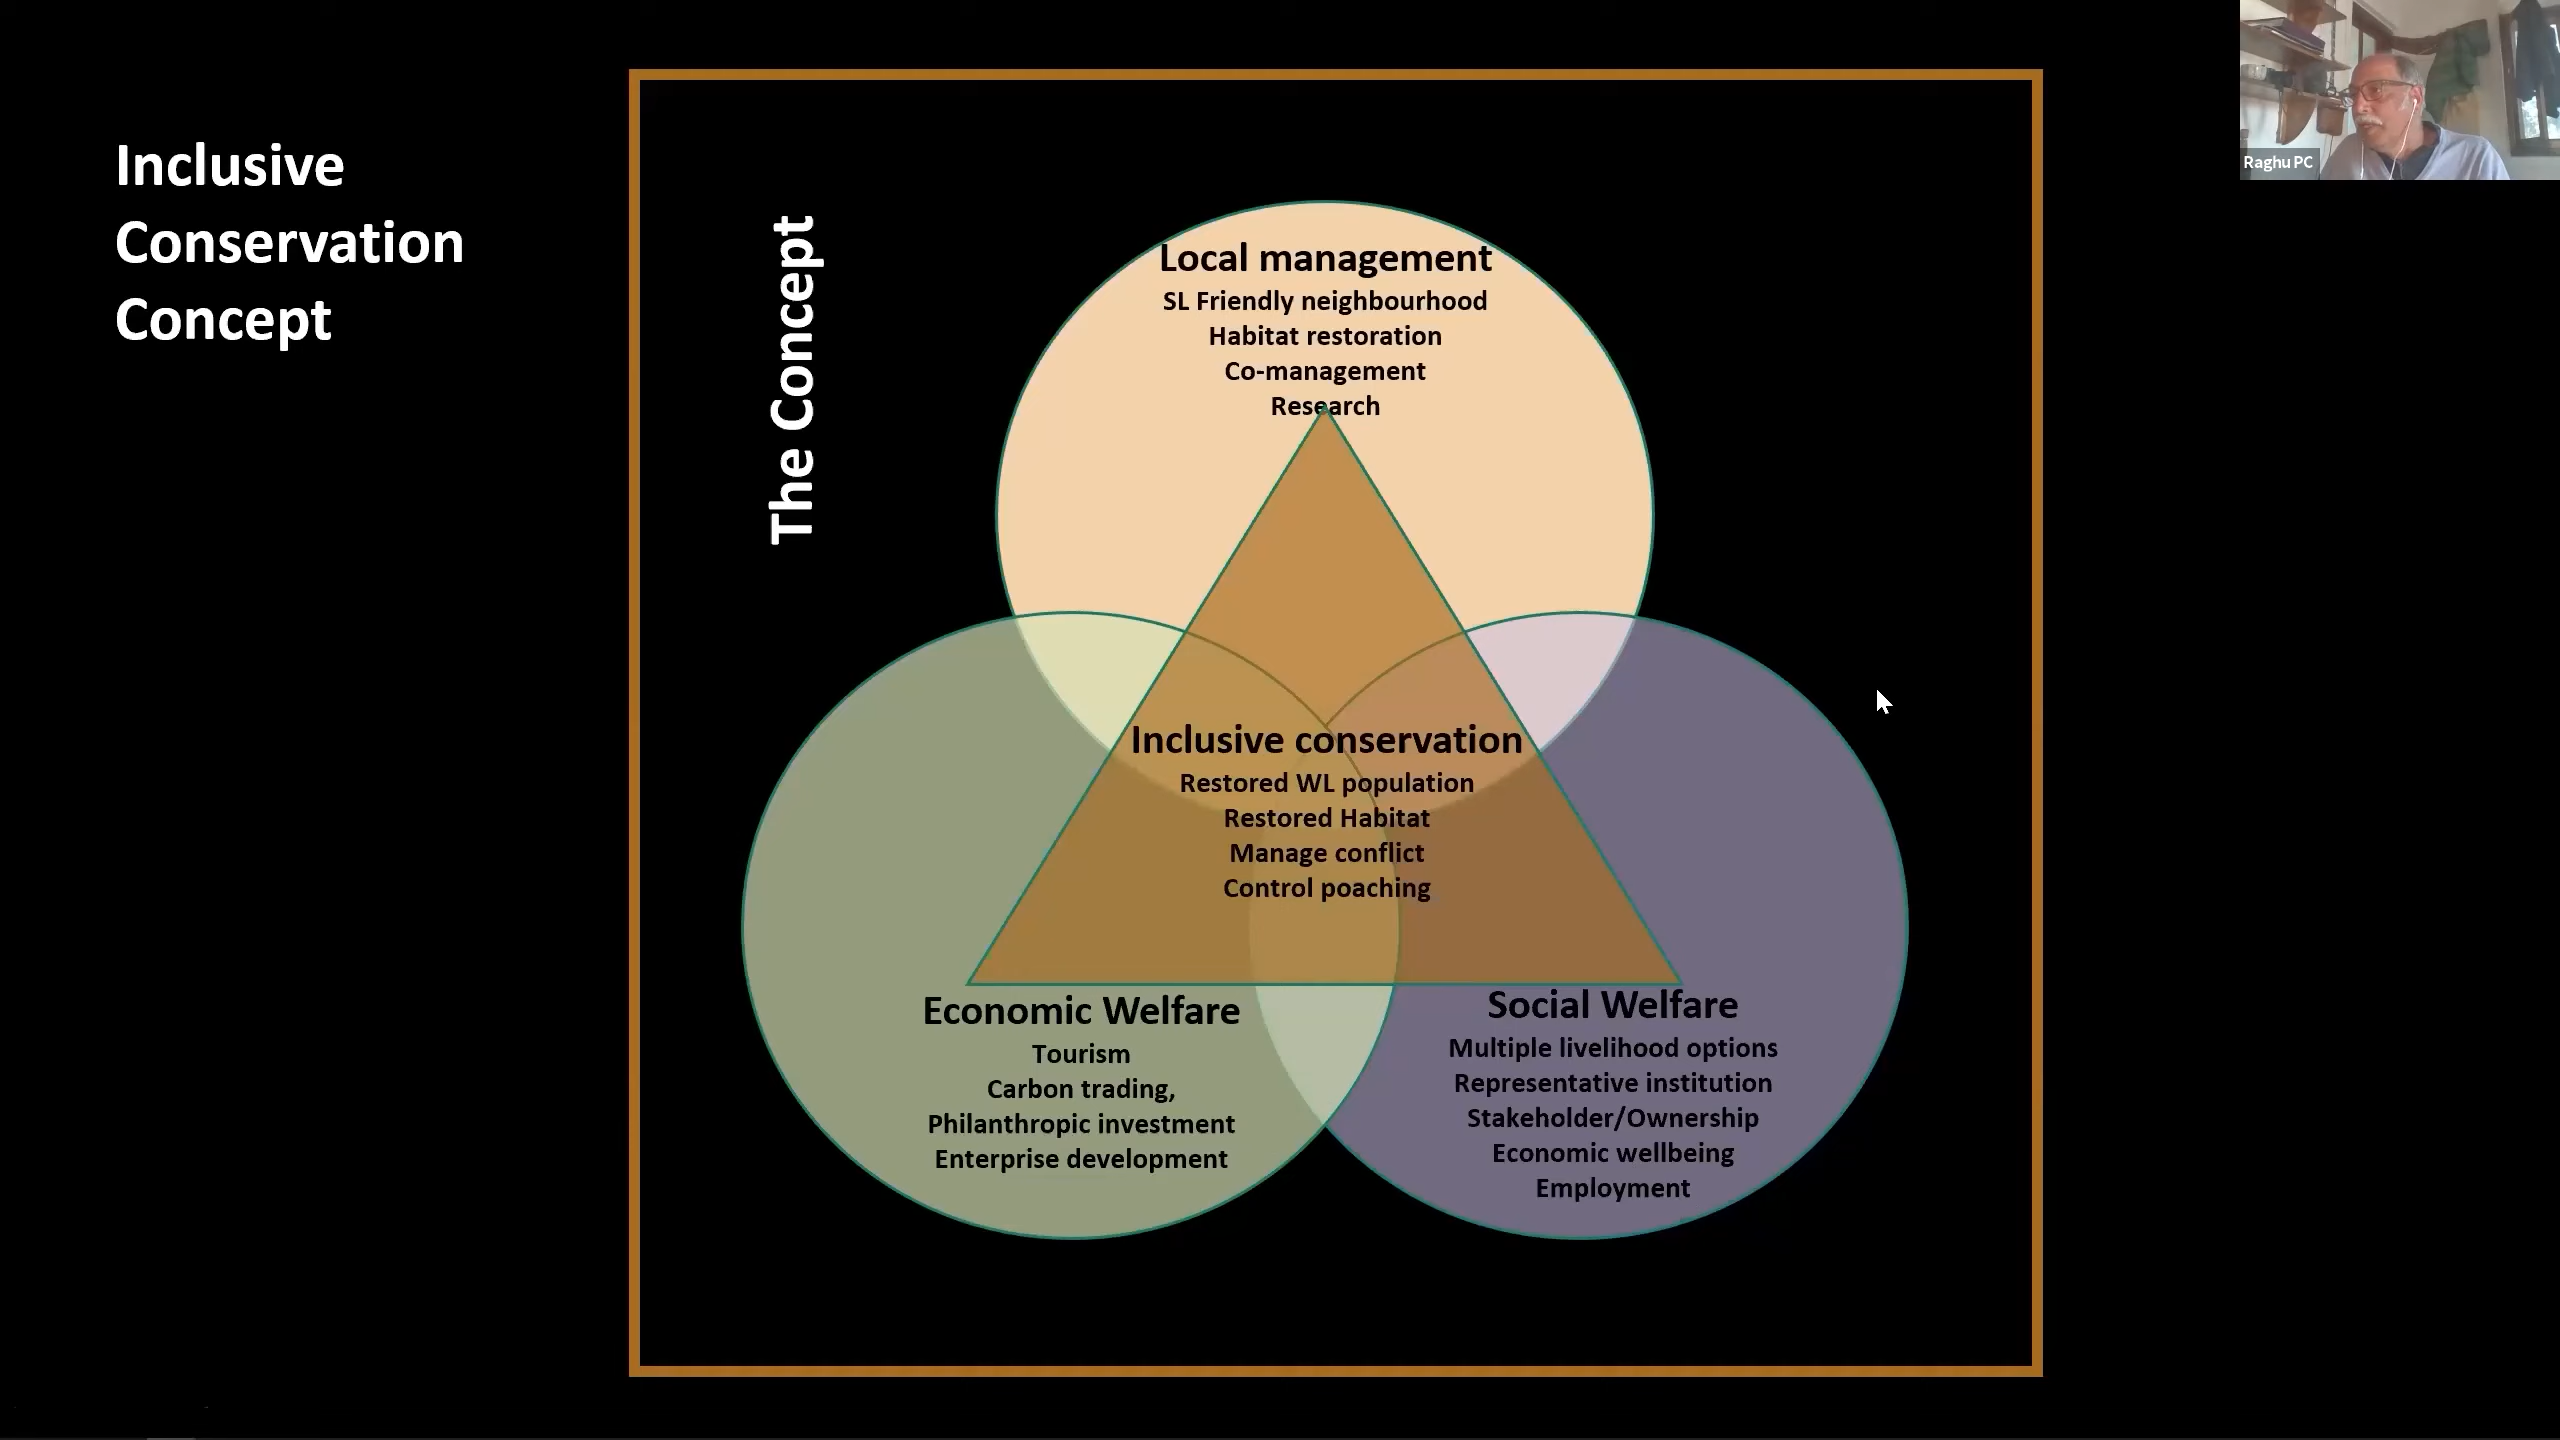 Inclusive
Conservation
Concept
The Concept
Local management
SL Friendly neighbourhood
Habitat restoration
Co-management
Research
Inclusive conservation
Restored WL population
Restored Habitat
Manage conflict
Control poaching
Economic Welfare
Tourism
Carbon trading,
Philanthropic investment
Enterprise development
Social Welfare
Multiple livelihood options
Representative institution
Stakeholder/Ownership
Economic wellbeing
Employment
Raghu PC